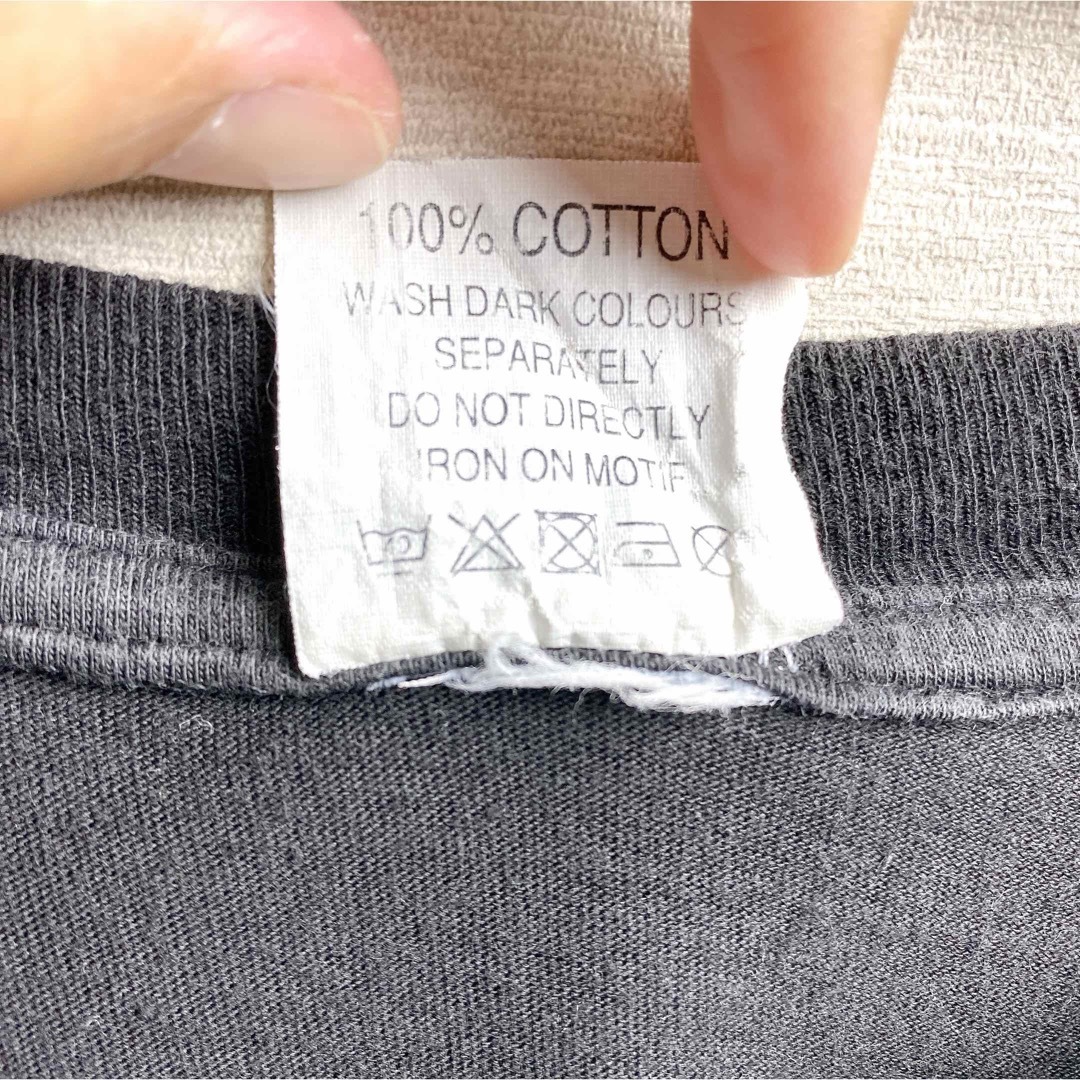 100% COTTON
WASH DARK COLOURS
SEPARATELY
DO NOT DIRECTLY
IRON ON MOTIF